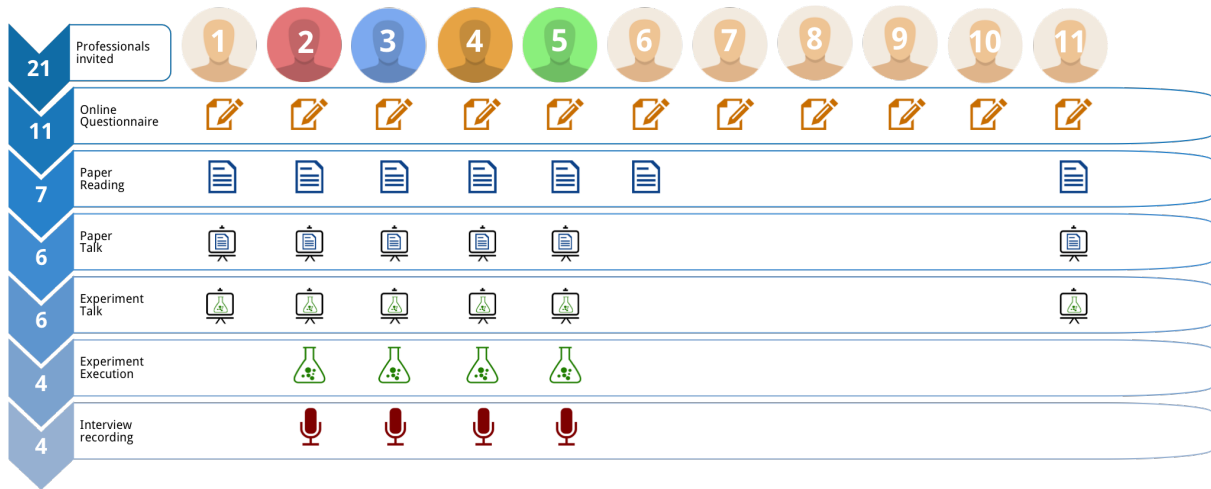 21
Professionals
invited
1 2 3 4 5 6 7 8 9 10 11
11
Online
Questionnaire
7
Paper
Reading
6
Paper
Talk
6
Experiment
Talk
4
Experiment
Execution
4
Interview
recording